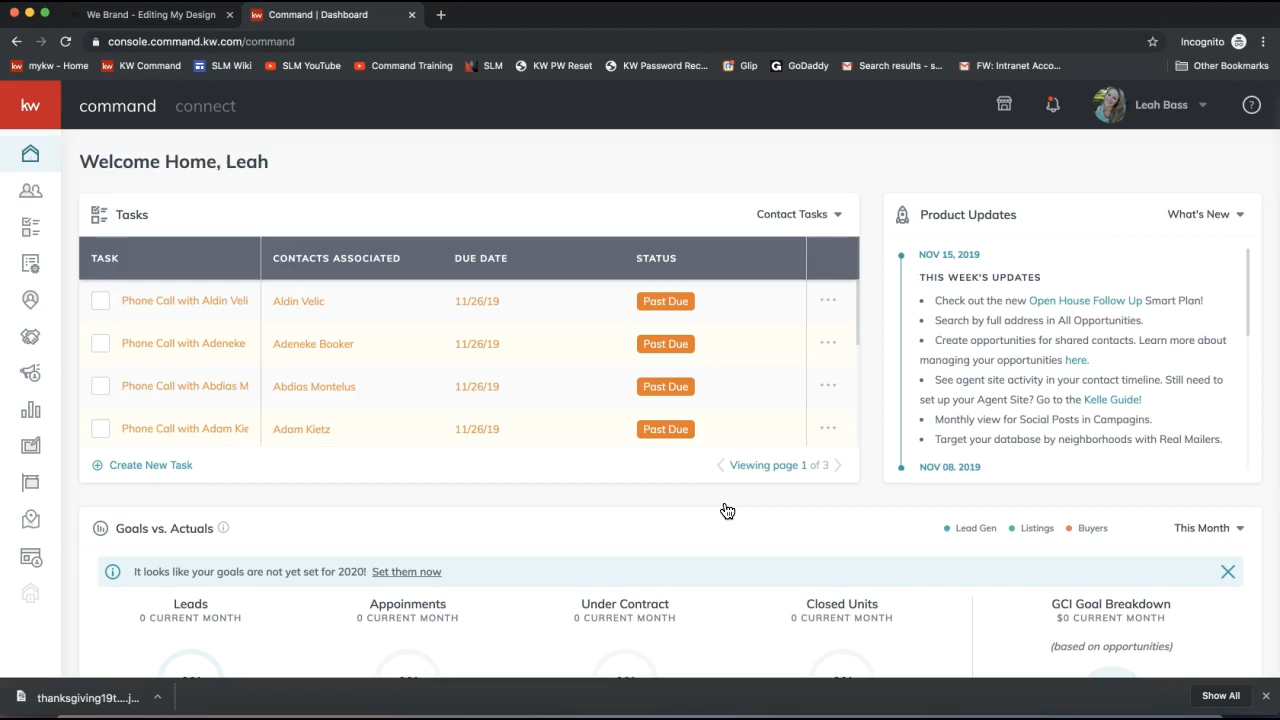 We Brand - Editing My Design
kw Command | Dashboard
console.command.kw.com/command
Incognito
kw mykw - Home
kw KW Command
SLM Wiki
SLM YouTube
Command Training
SLM
KW PW Reset
KW Password Rec...
Glip
GoDaddy
Search results - s...
FW: Intranet Acco...
Other Bookmarks
kw
command
connect
Leah Bass
?
Welcome Home, Leah
Tasks
Contact Tasks
TASK
CONTACTS ASSOCIATED
DUE DATE
STATUS
Phone Call with Aldin Veli
Aldin Velic
11/26/19
Past Due
Phone Call with Adeneke
Adeneke Booker
11/26/19
Past Due
Phone Call with Abdias M
Abdias Montelus
11/26/19
Past Due
Phone Call with Adam Kie
Adam Kietz
11/26/19
Past Due
Create New Task
Viewing page 1 of 3
Product Updates
What's New
NOV 15, 2019
THIS WEEK'S UPDATES
• Check out the new Open House Follow Up Smart Plan!
• Search by full address in All Opportunities.
• Create opportunities for shared contacts. Learn more about
managing your opportunities here.
• See agent site activity in your contact timeline. Still need to
set up your Agent Site? Go to the Kelle Guide!
• Monthly view for Social Posts in Campagins.
• Target your database by neighborhoods with Real Mailers.
NOV 08, 2019
Goals vs. Actuals
Lead Gen
Listings
Buyers
This Month
It looks like your goals are not yet set for 2020! Set them now
Leads
0 CURRENT MONTH
Appoinments
0 CURRENT MONTH
Under Contract
0 CURRENT MONTH
Closed Units
0 CURRENT MONTH
GCI Goal Breakdown
$0 CURRENT MONTH
(based on opportunities)
thanksgiving19t....j...
Show All